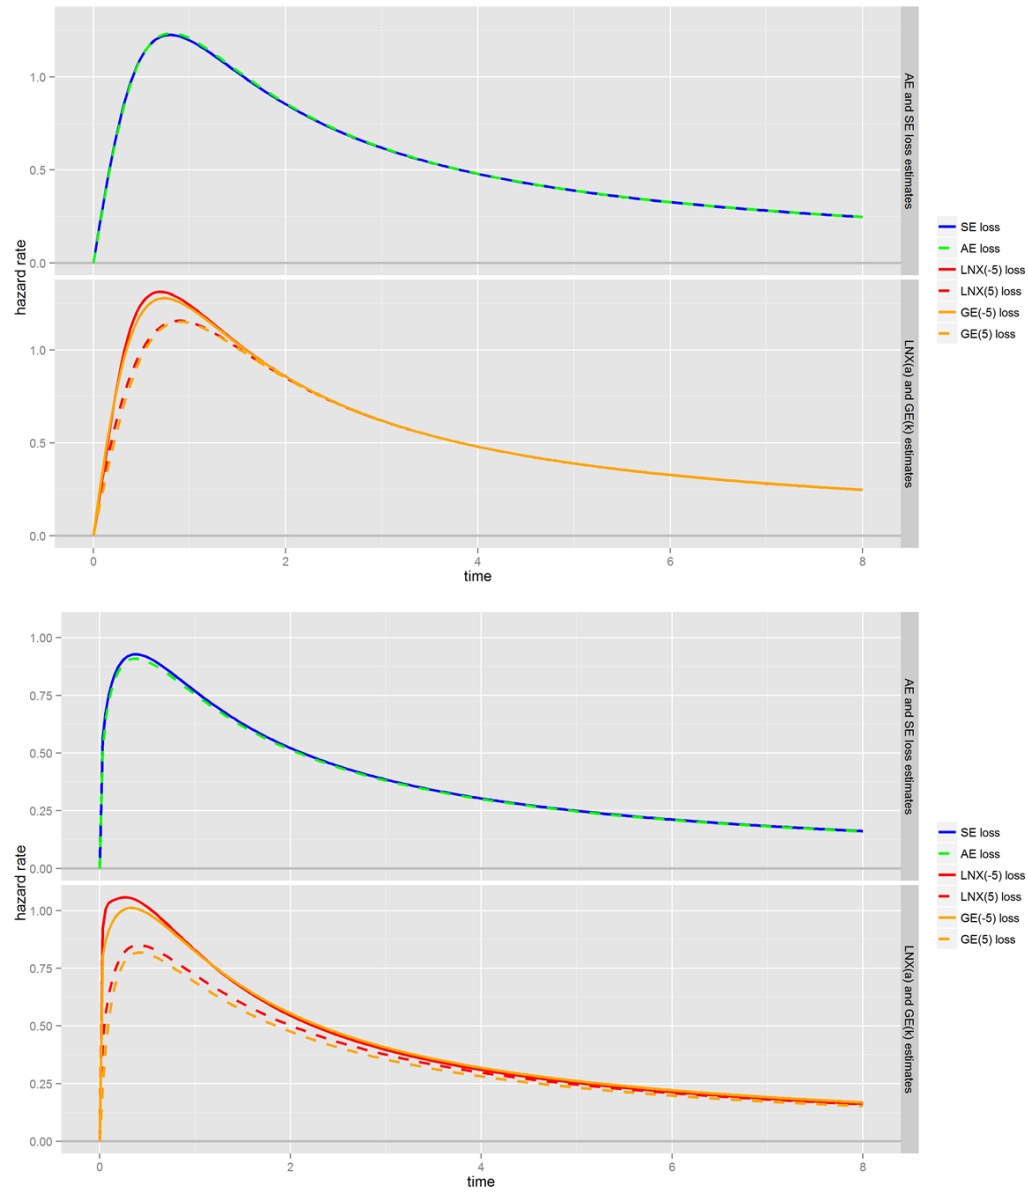 1.0
0.5
0.0
AE and SE loss estimates
hazard rate
1.0
0.5
0.0
LNX(a) and GE(k) estimates
0
2
4
6
8
time
SE loss
AE loss
LNX(-5) loss
LNX(5) loss
GE(-5) loss
GE(5) loss
1.00
0.75
0.50
0.25
0.00
AE and SE loss estimates
hazard rate
1.00
0.75
0.50
0.25
0.00
LNX(a) and GE(k) estimates
0
2
4
6
8
time
SE loss
AE loss
LNX(-5) loss
LNX(5) loss
GE(-5) loss
GE(5) loss